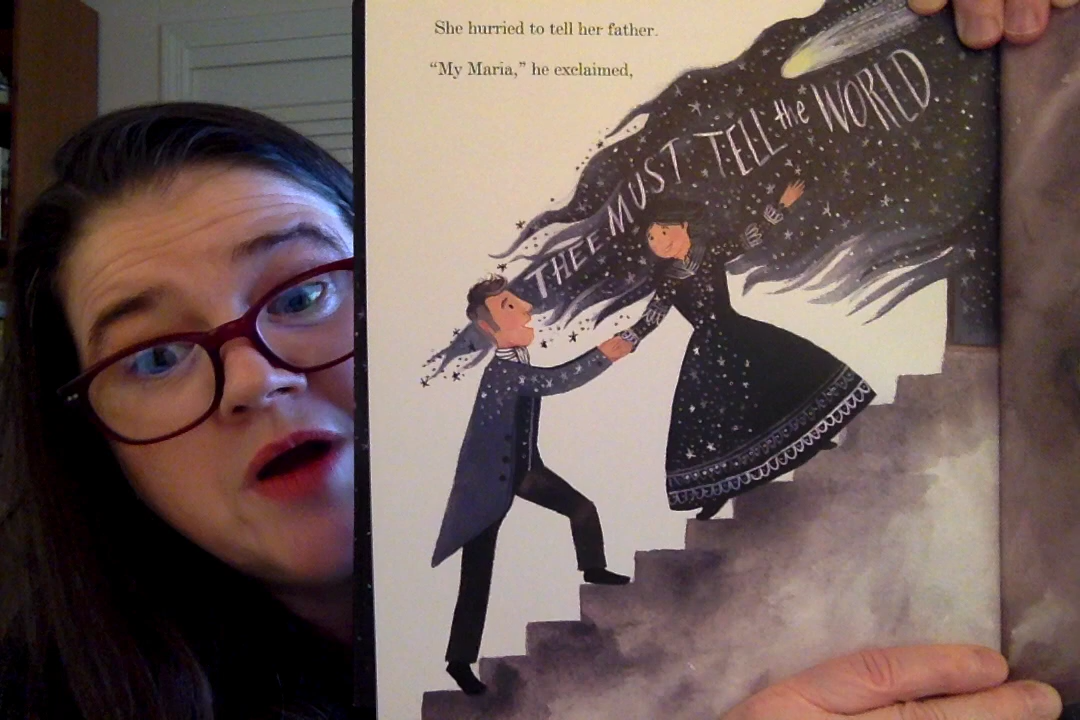 She hurried to tell her father.
“My Maria,” he exclaimed,
THEE MUST TELL the WORLD